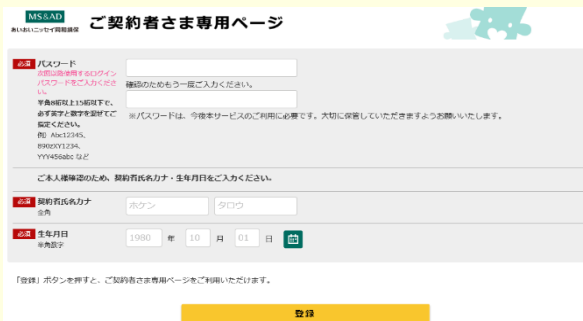 MS&AD
あいおいニッセイ同和損保
ご契約者さま専用ページ
必須 パスワード
次回以降使用するログイン
パスワードをご入力くださ
い。
半角8桁以上15桁以下で、
必ず英字と数字を混ぜてご
指定ください。
例）Abc12345、
890zXY1234、
YYY456abc など
確認のためもう一度ご入力ください。
※パスワードは、今後本サービスのご利用に必要です。大切に保管していただきますようお願いいたします。
ご本人様確認のため、契約者氏名カナ・生年月日をご入力ください。
必須 契約者氏名カナ
全角
ホケン タロウ
必須 生年月日
半角数字
1980 年 10 月 01 日
「登録」ボタンを押すと、ご契約者さま専用ページをご利用いただけます。
登録